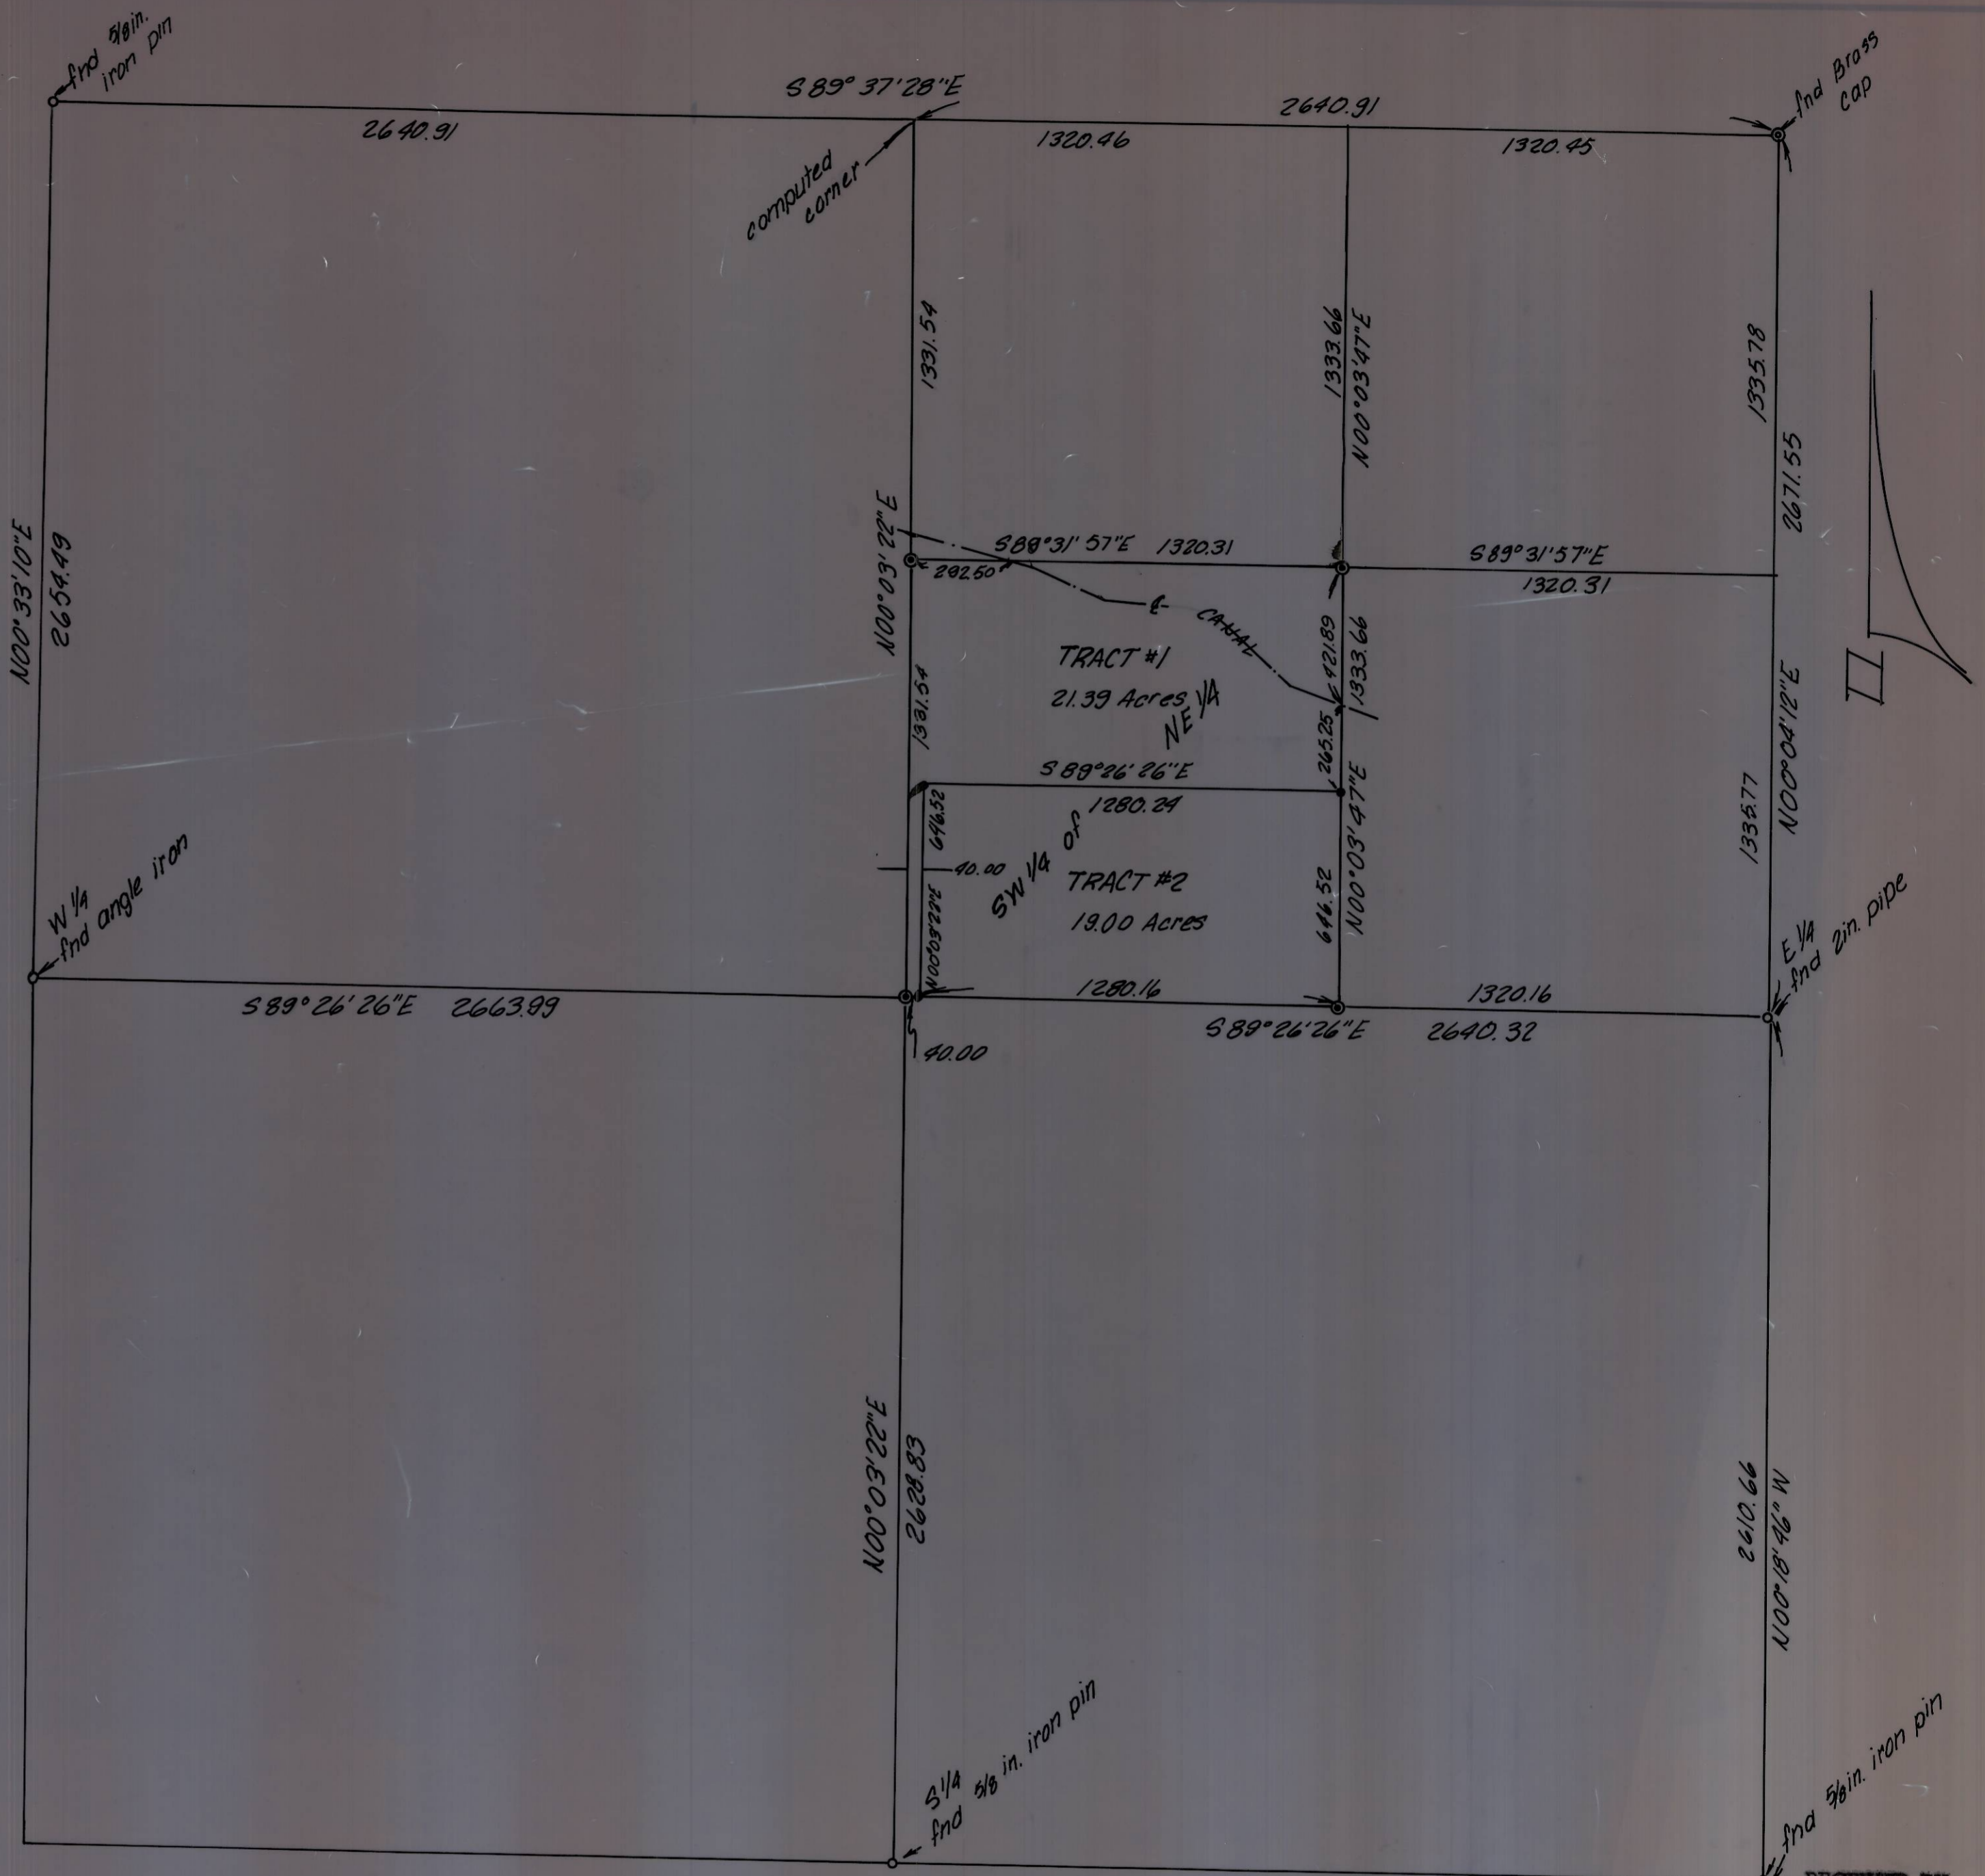 fnd 5/8in.
iron pin
S 89° 37' 28"E
2640.91
2640.91
1320.46
1320.45
fnd Brass
cap
computed
corner
1331.54
1333.66
N00°03'47"E
1335.78
2671.55
N00°33'10"E
2654.49
N00°03'22"E
S89°31'57"E 1320.31
S89°31'57"E
1320.31
292.50
CANAL
421.89
1333.66
TRACT #1
21.39 Acres
NE 1/4
1331.54
265.25
N00°04'12"E
1335.77
S 89°26'26"E
1280.24
646.52
40.00
SW 1/4 OF
TRACT #2
19.00 Acres
N00°03'22"E
646.52
N00°03'47"E
W 1/4
fnd angle iron
E 1/4
fnd 2in. pipe
S 89°26'26"E 2663.99
1280.16
1320.16
S 89°26'26"E 2640.32
40.00
N00°03'22"E
2628.83
2610.66
N00°18'46"W
S 1/4
fnd 5/8 in. iron pin
fnd 5/8in. iron pin